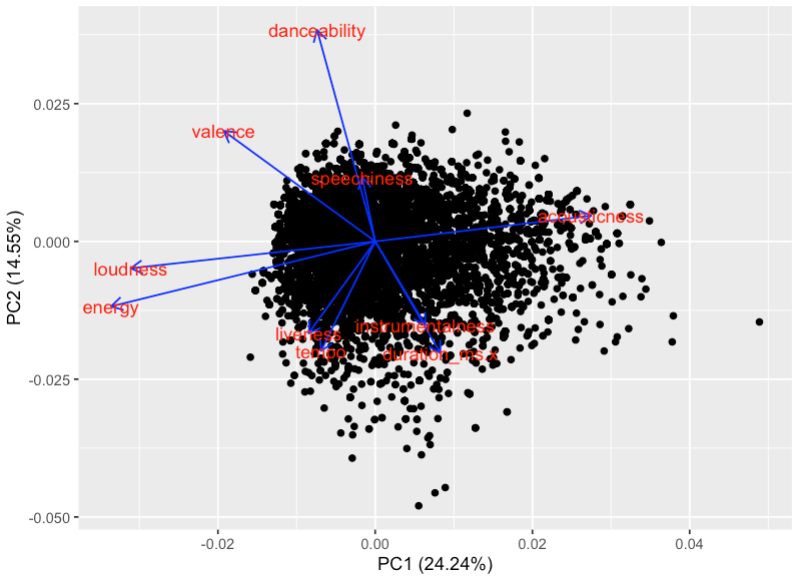 danceability
0.025
valence
speechiness
acousticness
0.000
loudness
energy
instrumentalness
liveness
tempo
duration_ms.x
-0.025
-0.050
-0.02
0.00
0.02
0.04
PC1 (24.24%)
PC2 (14.55%)